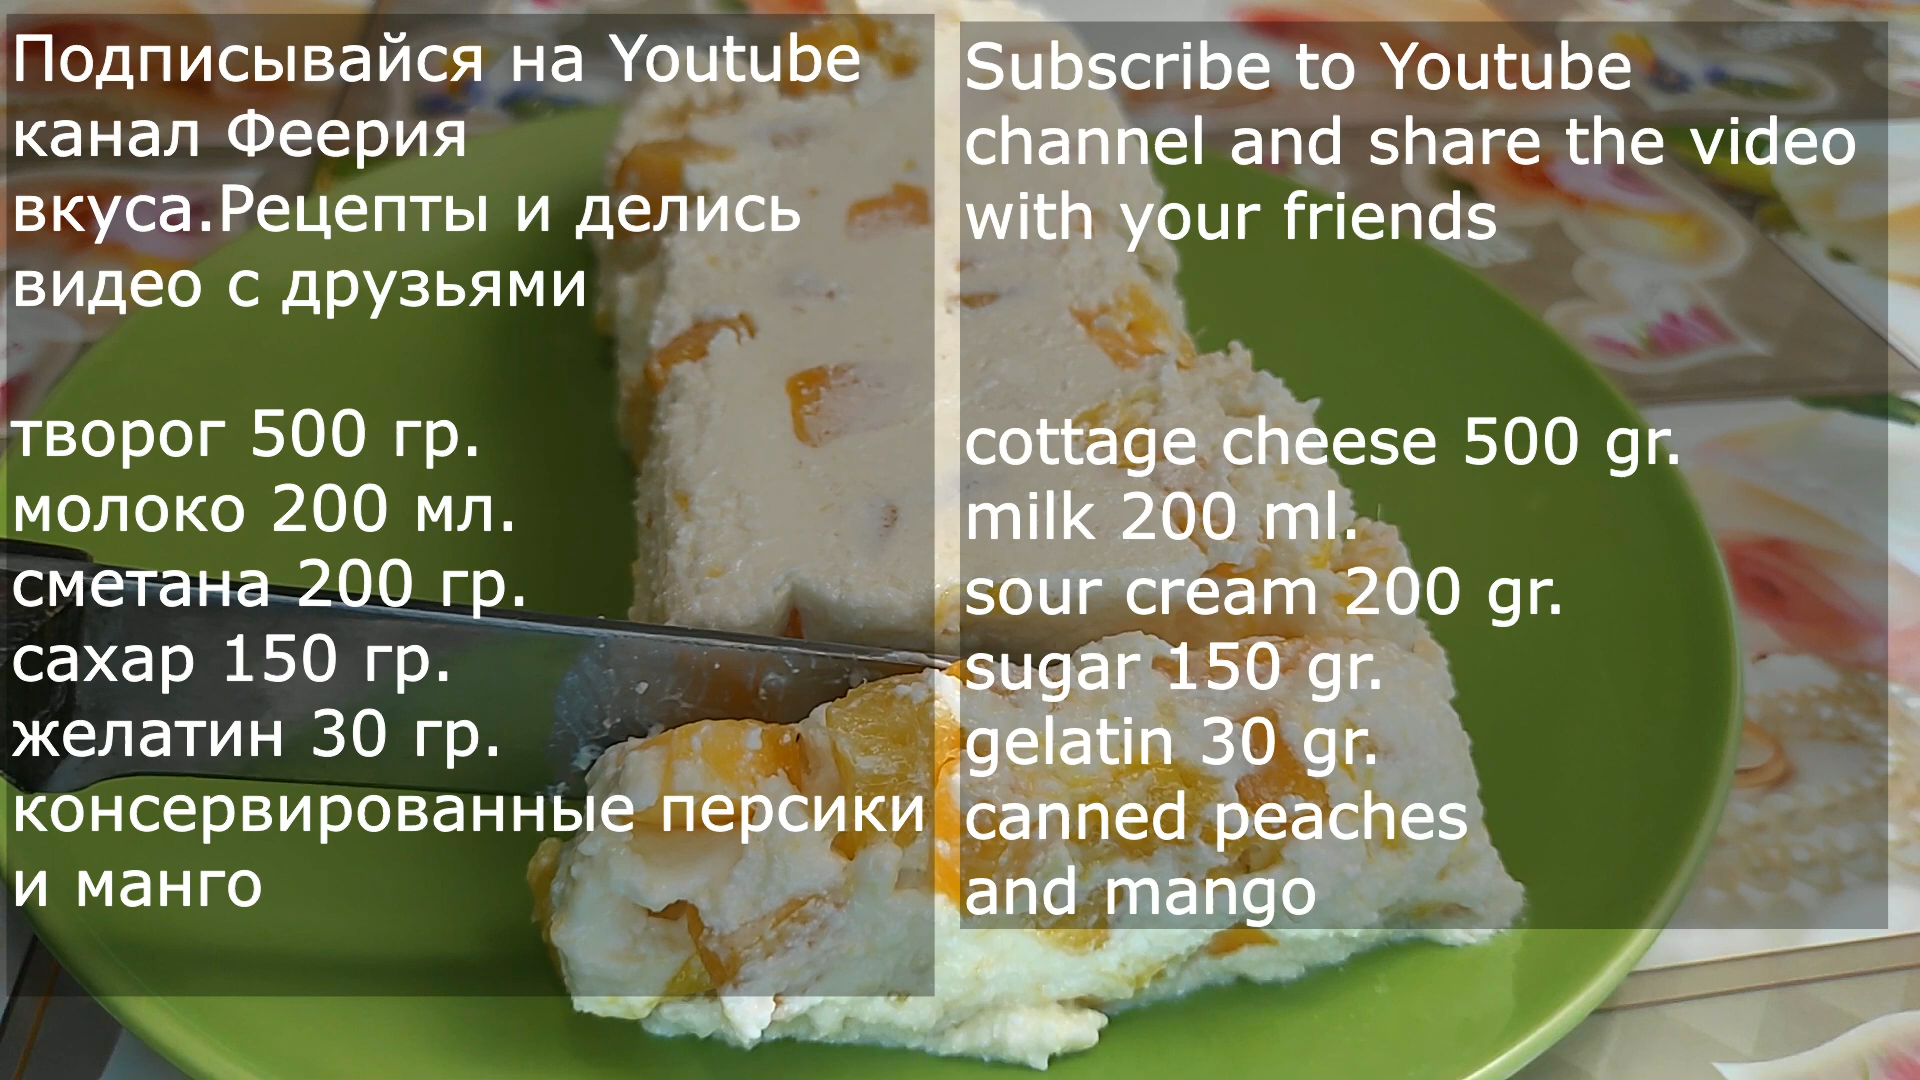 Подписывайся на Youtube
канал Феерия
вкуса.Рецепты и делись
видео с друзьями
творог 500 гр.
молоко 200 мл.
сметана 200 гр.
сахар 150 гр.
желатин 30 гр.
консервированные персики
и манго
Subscribe to Youtube
channel and share the video
with your friends
cottage cheese 500 gr.
milk 200 ml.
sour cream 200 gr.
sugar 150 gr.
gelatin 30 gr.
canned peaches
and mango